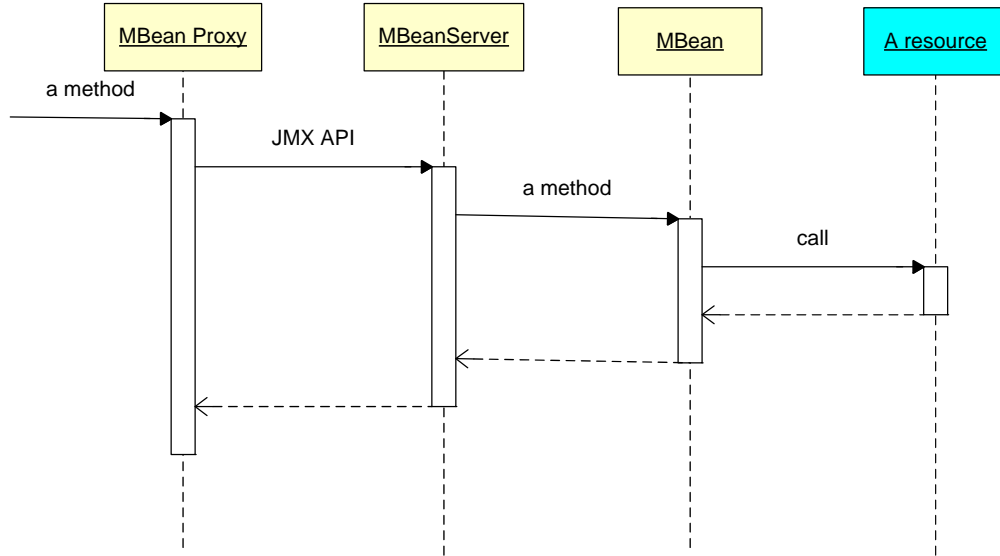 MBean Proxy
MBeanServer
MBean
A resource
a method
JMX API
a method
call